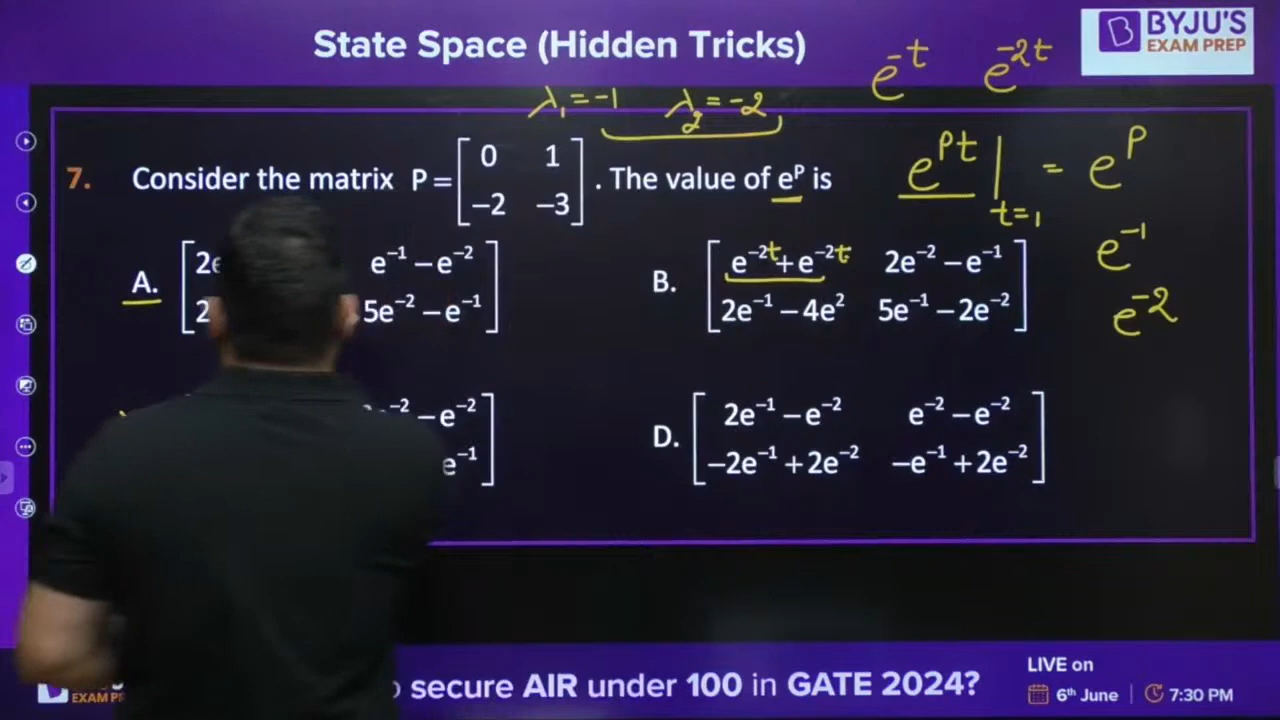 State Space (Hidden Tricks)
BYJU'S
EXAM PREP
e^{-t} e^{-2t}
λ₁ = -1 λ₂ = -2
7. Consider the matrix P = [0 1; -2 -3]. The value of e^P is
e^{Pt}|_{t=1} = e^P
A. e⁻¹ – e⁻²
5e⁻² – e⁻¹
B. e^{-2t} + e^{-2t} 2e⁻² – e⁻¹
2e⁻¹ – 4e² 5e⁻¹ – 2e⁻²
e^{-1}
e^{-2}
– e⁻²
e⁻¹
D. 2e⁻¹ – e⁻² e⁻² – e⁻²
–2e⁻¹ + 2e⁻² –e⁻¹ + 2e⁻²
EXAM
secure AIR under 100 in GATE 2024?
LIVE on
6th June | 7:30 PM